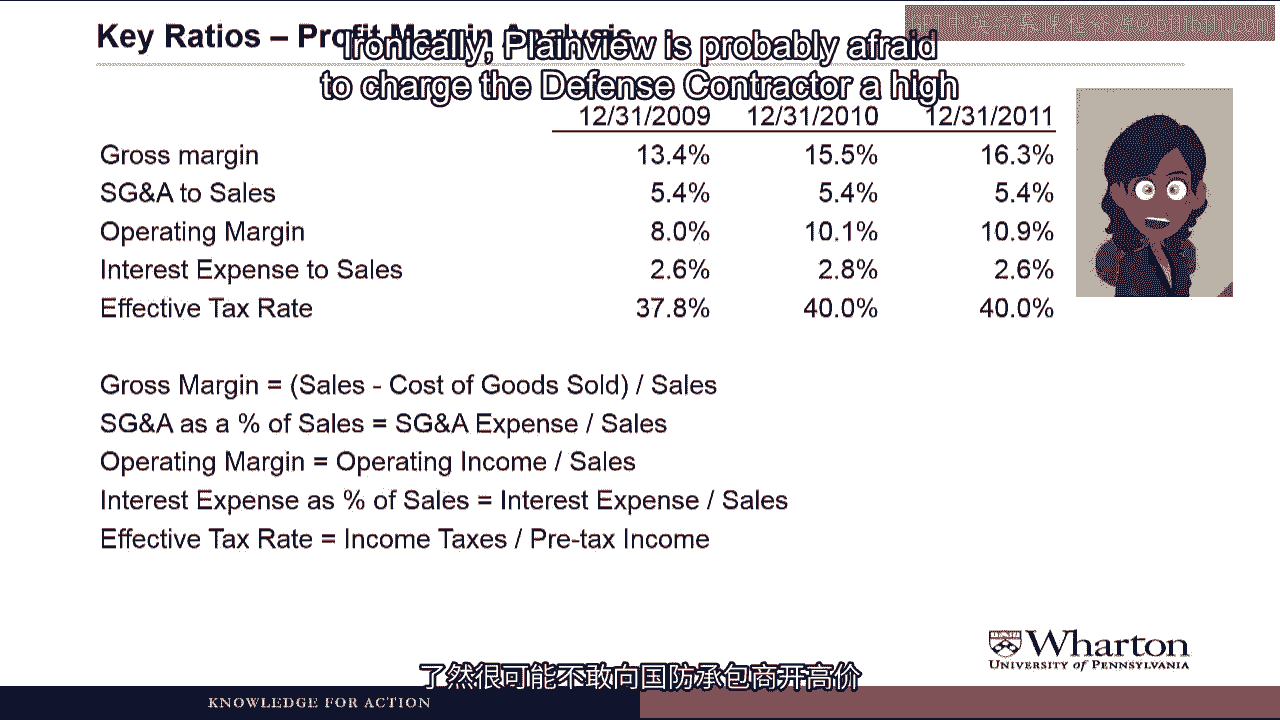 Key Ratios – Profit Margin Analysis
Ironically, Plainview is probably afraid
to charge the Defense Contractor a high
12/31/2009 12/31/2010 12/31/2011
Gross margin 13.4% 15.5% 16.3%
SG&A to Sales 5.4% 5.4% 5.4%
Operating Margin 8.0% 10.1% 10.9%
Interest Expense to Sales 2.6% 2.8% 2.6%
Effective Tax Rate 37.8% 40.0% 40.0%
Gross Margin = (Sales - Cost of Goods Sold) / Sales
SG&A as a % of Sales = SG&A Expense / Sales
Operating Margin = Operating Income / Sales
Interest Expense as % of Sales = Interest Expense / Sales
Effective Tax Rate = Income Taxes / Pre-tax Income
Wharton
UNIVERSITY of PENNSYLVANIA
了然很可能不敢向国防承包商开高价
KNOWLEDGE FOR ACTION